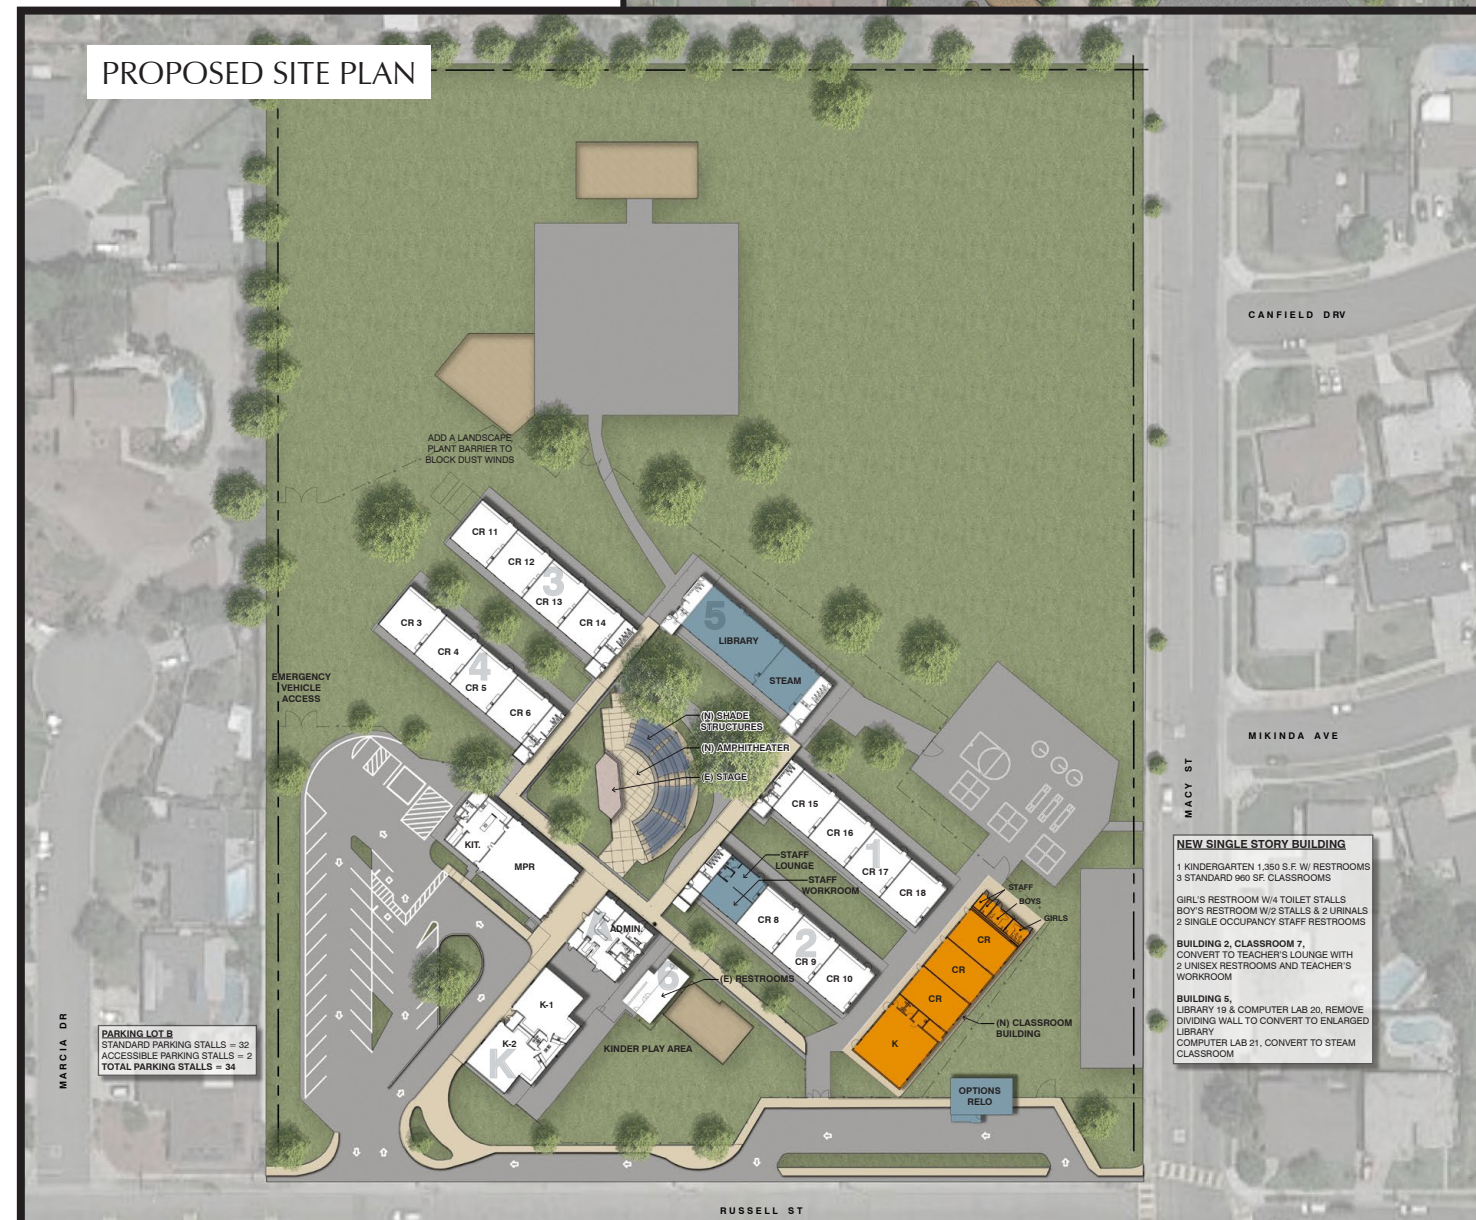 PROPOSED SITE PLAN
CANFIELD DRV
ADD A LANDSCAPE
PLANT BARRIER TO
BLOCK DUST WINDS
CR 11
CR 12
3
CR 13
CR 14
CR 3
CR 4
4
CR 5
CR 6
5
LIBRARY
STEAM
EMERGENCY
VEHICLE
ACCESS
(N) SHADE
STRUCTURES
(N) AMPHITHEATER
(E) STAGE
MIKINDA AVE
MACY ST
KIT.
MPR
CR 15
CR 16
1
CR 17
CR 18
STAFF
LOUNGE
STAFF
WORKROOM
CR 8
2
CR 9
CR 10
ADMIN.
A
6
(E) RESTROOMS
K-1
K-2
K
KINDER PLAY AREA
STAFF
BOYS
GIRLS
CR
CR
CR
K
(N) CLASSROOM
BUILDING
OPTIONS
RELO
NEW SINGLE STORY BUILDING
1 KINDERGARTEN 1,350 S.F. W/ RESTROOMS
3 STANDARD 960 SF. CLASSROOMS
GIRL'S RESTROOM W/4 TOILET STALLS
BOY'S RESTROOM W/2 STALLS & 2 URINALS
2 SINGLE OCCUPANCY STAFF RESTROOMS
BUILDING 2, CLASSROOM 7,
CONVERT TO TEACHER'S LOUNGE WITH
2 UNISEX RESTROOMS AND TEACHER'S
WORKROOM
BUILDING 5,
LIBRARY 19 & COMPUTER LAB 20, REMOVE
DIVIDING WALL TO CONVERT TO ENLARGED
LIBRARY
COMPUTER LAB 21, CONVERT TO STEAM
CLASSROOM
MARCIA DR
PARKING LOT B
STANDARD PARKING STALLS = 32
ACCESSIBLE PARKING STALLS = 2
TOTAL PARKING STALLS = 34
RUSSELL ST